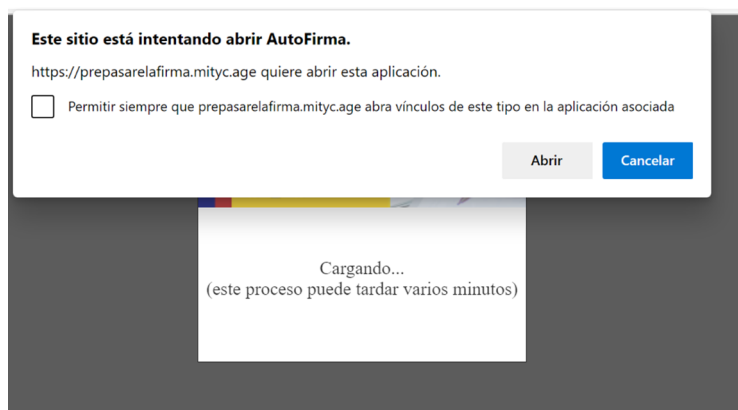 Este sitio está intentando abrir AutoFirma.
https://prepasarelafirma.mityc.age quiere abrir esta aplicación.
Permitir siempre que prepasarelafirma.mityc.age abra vínculos de este tipo en la aplicación asociada
Abrir
Cancelar
Cargando...
(este proceso puede tardar varios minutos)